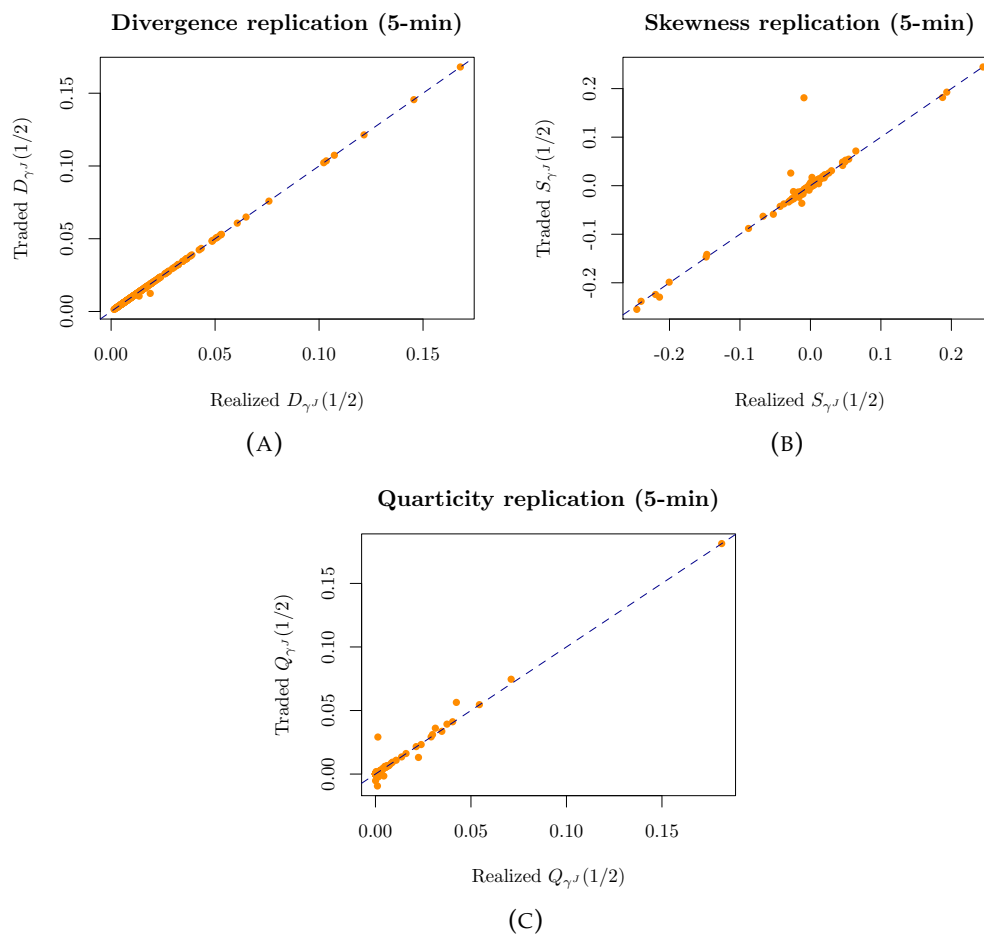 Divergence replication (5-min)
Traded $D_{\gamma^J}(1/2)$
0.15
0.10
0.05
0.00
0.00 0.05 0.10 0.15
Realized $D_{\gamma^J}(1/2)$
(A)
Skewness replication (5-min)
Traded $S_{\gamma^J}(1/2)$
0.2
0.1
0.0
-0.1
-0.2
-0.2 -0.1 0.0 0.1 0.2
Realized $S_{\gamma^J}(1/2)$
(B)
Quarticity replication (5-min)
Traded $Q_{\gamma^J}(1/2)$
0.15
0.10
0.05
0.00
0.00 0.05 0.10 0.15
Realized $Q_{\gamma^J}(1/2)$
(C)